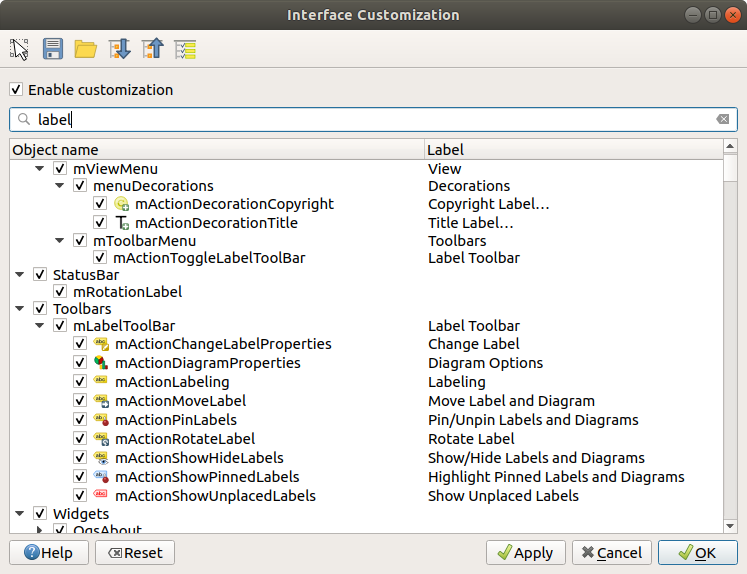 Interface Customization
Enable customization
label
Object name Label
mViewMenu View
menuDecorations Decorations
mActionDecorationCopyright Copyright Label...
mActionDecorationTitle Title Label...
mToolbarMenu Toolbars
mActionToggleLabelToolBar Label Toolbar
StatusBar
mRotationLabel
Toolbars
mLabelToolBar Label Toolbar
mActionChangeLabelProperties Change Label
mActionDiagramProperties Diagram Options
mActionLabeling Labeling
mActionMoveLabel Move Label and Diagram
mActionPinLabels Pin/Unpin Labels and Diagrams
mActionRotateLabel Rotate Label
mActionShowHideLabels Show/Hide Labels and Diagrams
mActionShowPinnedLabels Highlight Pinned Labels and Diagrams
mActionShowUnplacedLabels Show Unplaced Labels
Widgets
QgsAbout
Help Reset Apply Cancel OK